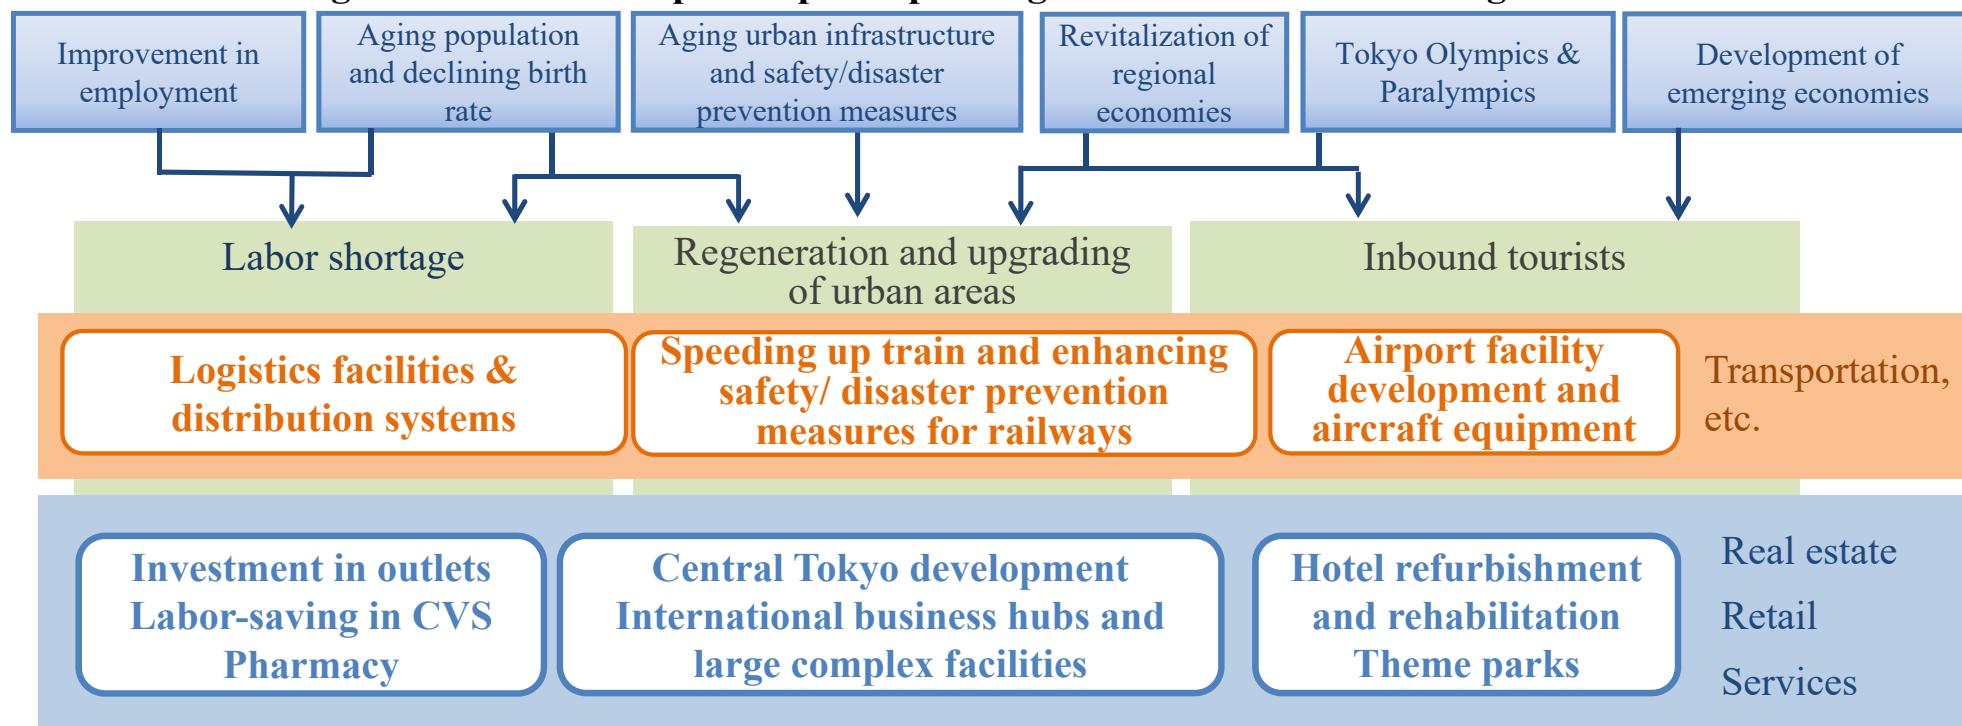 Improvement in
employment
Aging population
and declining birth
rate
Aging urban infrastructure
and safety/disaster
prevention measures
Revitalization of
regional
economies
Tokyo Olympics &
Paralympics
Development of
emerging economies
Labor shortage
Regeneration and upgrading
of urban areas
Inbound tourists
Logistics facilities &
distribution systems
Speeding up train and enhancing
safety/ disaster prevention
measures for railways
Airport facility
development and
aircraft equipment
Transportation,
etc.
Investment in outlets
Labor-saving in CVS
Pharmacy
Central Tokyo development
International business hubs and
large complex facilities
Hotel refurbishment
and rehabilitation
Theme parks
Real estate
Retail
Services